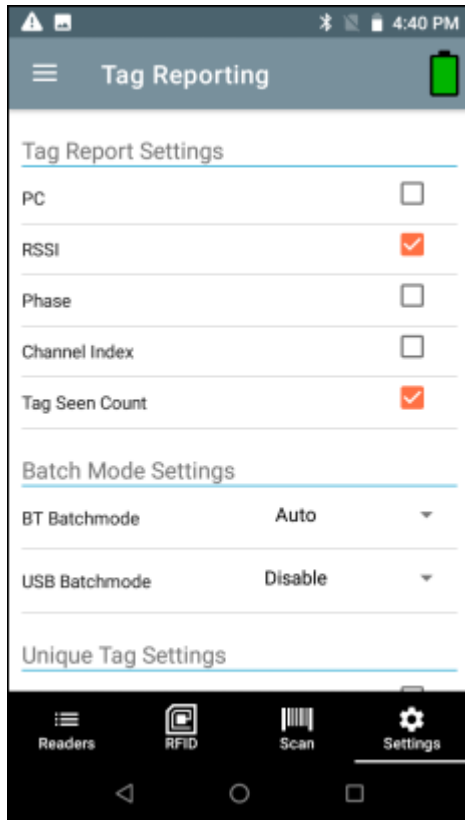 4:40 PM
Tag Reporting
Tag Report Settings
PC
RSSI
Phase
Channel Index
Tag Seen Count
Batch Mode Settings
BT Batchmode Auto
USB Batchmode Disable
Unique Tag Settings
Readers RFID Scan Settings